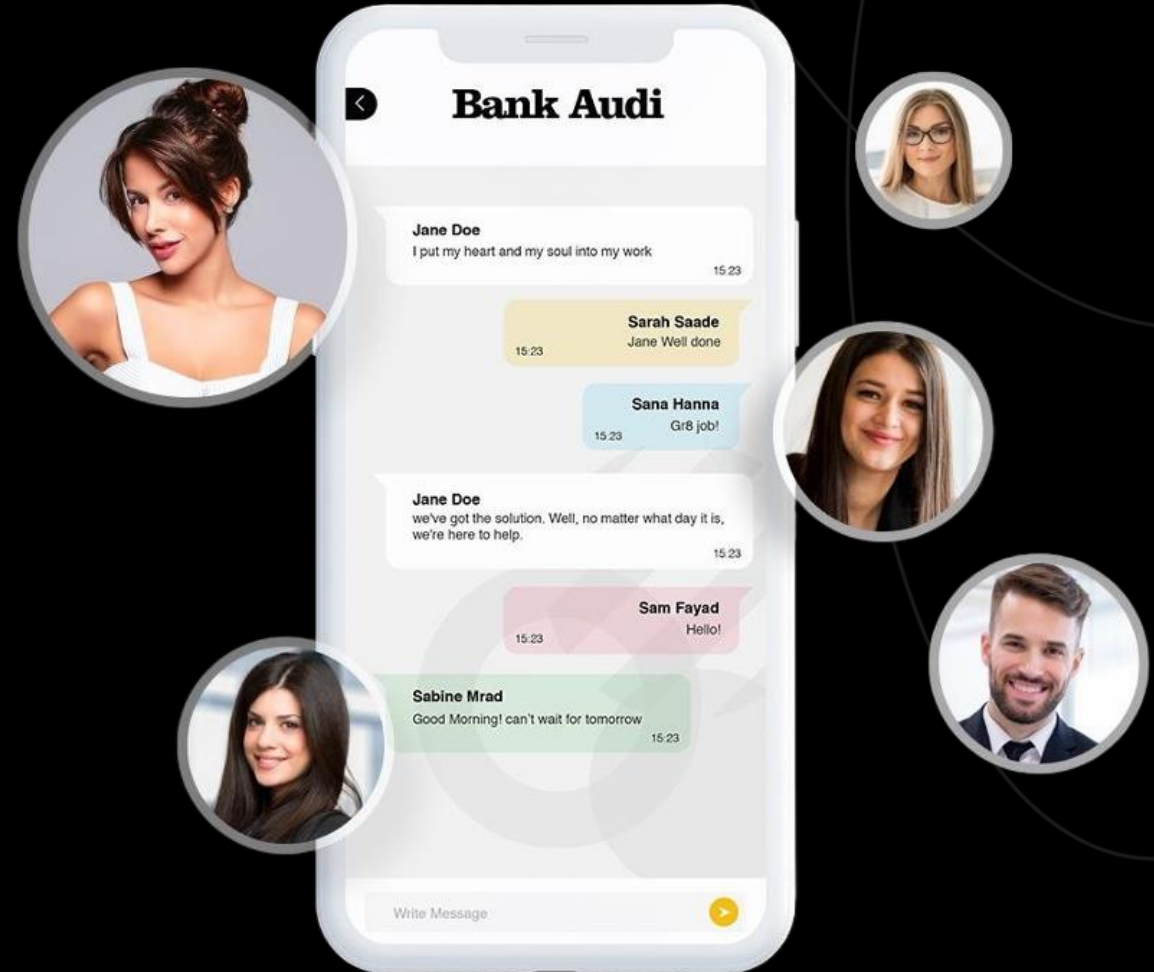 Bank Audi
Jane Doe
I put my heart and my soul into my work
15:23
Sarah Saade
Jane Well done
15:23
Sana Hanna
Gr8 job!
15:23
Jane Doe
we've got the solution. Well, no matter what day it is,
we're here to help.
15:23
Sam Fayad
Hello!
15:23
Sabine Mrad
Good Morning! can't wait for tomorrow
15:23
Write Message